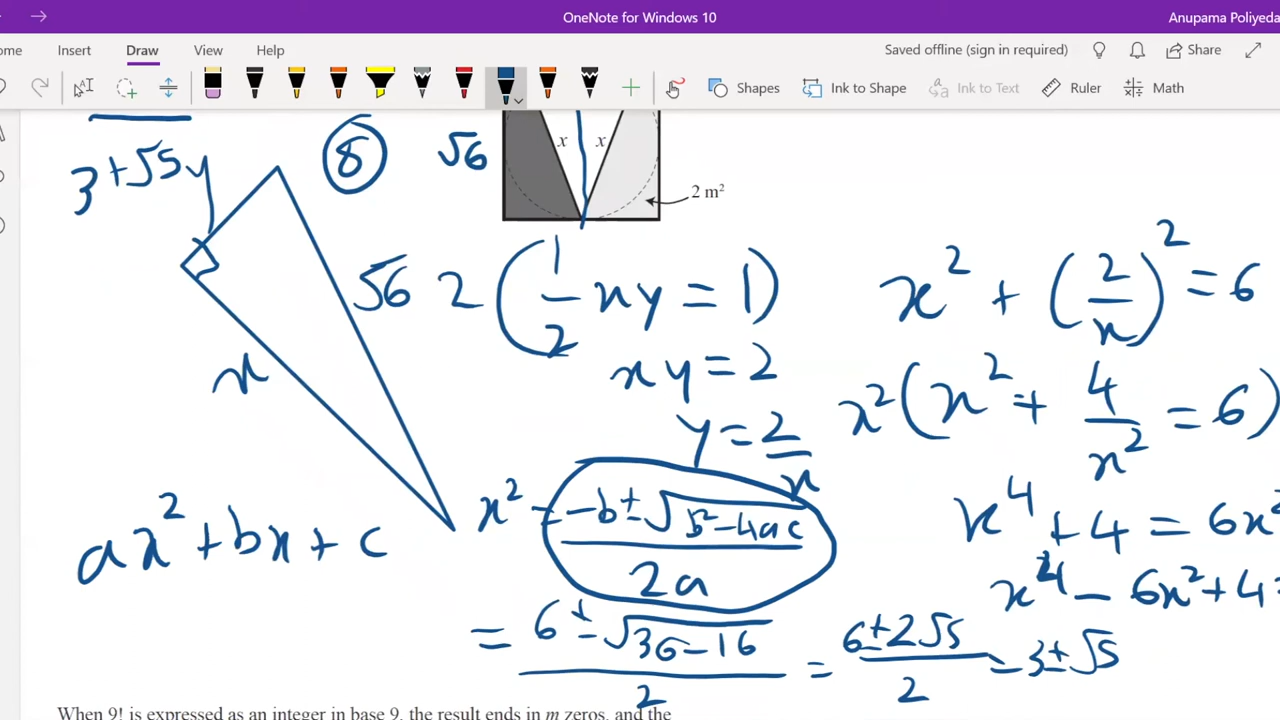 OneNote for Windows 10
Anupama Poliyeda
ome Insert Draw View Help
Saved offline (sign in required) Share
Shapes Ink to Shape Ink to Text Ruler Math
3+√5 y
8
√6
x x
2 m²
√6
x
2(1/2 xy = 1)
xy = 2
y = 2/x
x² + (2/x)² = 6
x²(x² + 4/x² = 6)
x⁴ + 4 = 6x²
x⁴ - 6x² + 4 =
ax² + bx + c
x² = (-b ± √(b² - 4ac))/2a
= (6 ± √(36 - 16))/2 = (6 ± 2√5)/2 = 3 ± √5
When 9! is expressed as an integer in base 9, the result ends in m zeros, and the